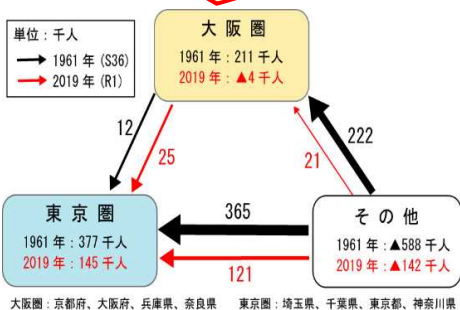 単位：千人
1961 年 (S36)
2019 年 (R1)
大 阪 圏
1961 年：211 千人
2019 年：▲4 千人
12
25
21
222
東 京 圏
1961 年：377 千人
2019 年：145 千人
365
121
そ の 他
1961 年：▲588 千人
2019 年：▲142 千人
大阪圏：京都府、大阪府、兵庫県、奈良県　東京圏：埼玉県、千葉県、東京都、神奈川県